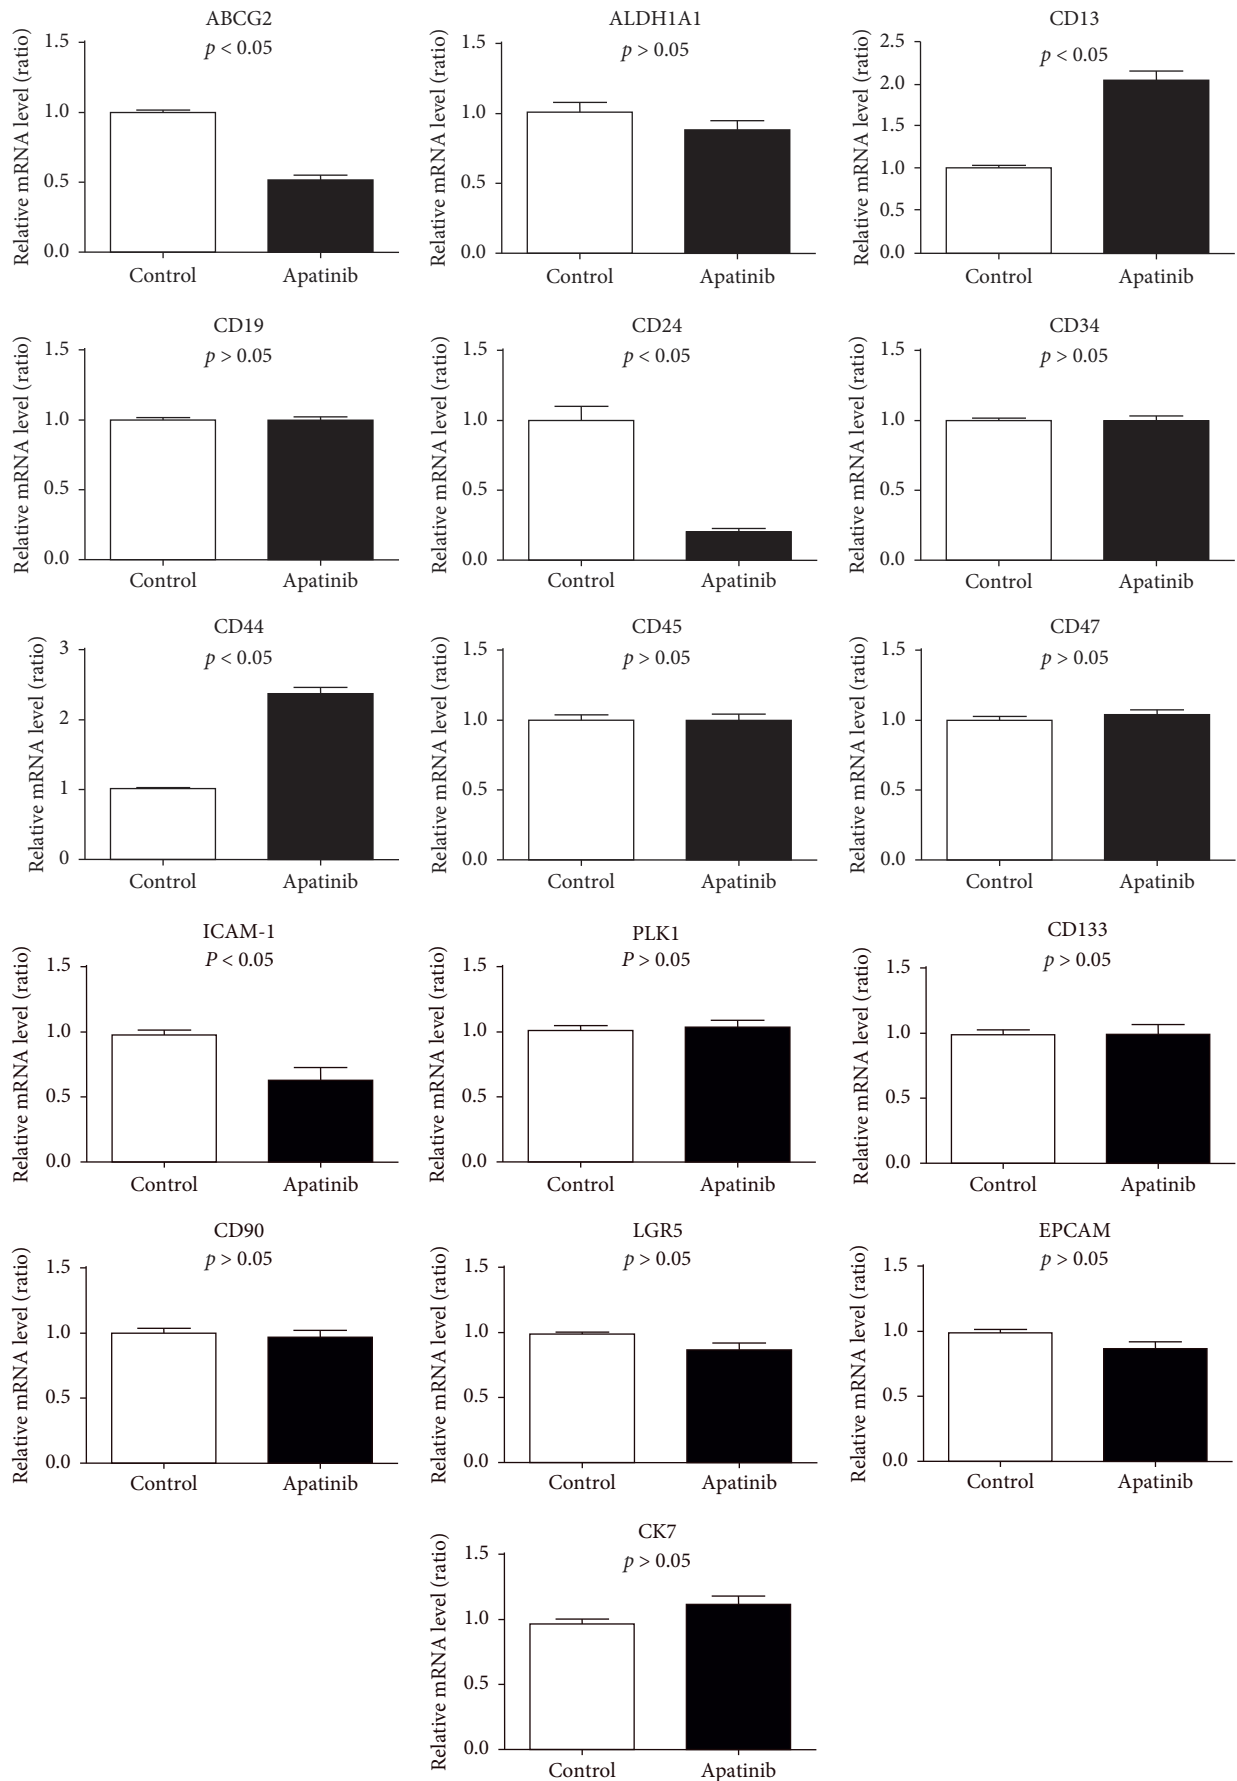 ABCG2
p < 0.05
Relative mRNA level (ratio)
1.5
1.0
0.5
0.0
Control
Apatinib
ALDH1A1
p > 0.05
Relative mRNA level (ratio)
1.5
1.0
0.5
0.0
Control
Apatinib
CD13
p < 0.05
Relative mRNA level (ratio)
2.5
2.0
1.5
1.0
0.5
0.0
Control
Apatinib
CD19
p > 0.05
Relative mRNA level (ratio)
1.5
1.0
0.5
0.0
Control
Apatinib
CD24
p < 0.05
Relative mRNA level (ratio)
1.5
1.0
0.5
0.0
Control
Apatinib
CD34
p > 0.05
Relative mRNA level (ratio)
1.5
1.0
0.5
0.0
Control
Apatinib
CD44
p < 0.05
Relative mRNA level (ratio)
3
2
1
0
Control
Apatinib
CD45
p > 0.05
Relative mRNA level (ratio)
1.5
1.0
0.5
0.0
Control
Apatinib
CD47
p > 0.05
Relative mRNA level (ratio)
1.5
1.0
0.5
0.0
Control
Apatinib
ICAM-1
P < 0.05
Relative mRNA level (ratio)
1.5
1.0
0.5
0.0
Control
Apatinib
PLK1
P > 0.05
Relative mRNA level (ratio)
1.5
1.0
0.5
0.0
Control
Apatinib
CD133
p > 0.05
Relative mRNA level (ratio)
1.5
1.0
0.5
0.0
Control
Apatinib
CD90
p > 0.05
Relative mRNA level (ratio)
1.5
1.0
0.5
0.0
Control
Apatinib
LGR5
p > 0.05
Relative mRNA level (ratio)
1.5
1.0
0.5
0.0
Control
Apatinib
EPCAM
p > 0.05
Relative mRNA level (ratio)
1.5
1.0
0.5
0.0
Control
Apatinib
CK7
p > 0.05
Relative mRNA level (ratio)
1.5
1.0
0.5
0.0
Control
Apatinib